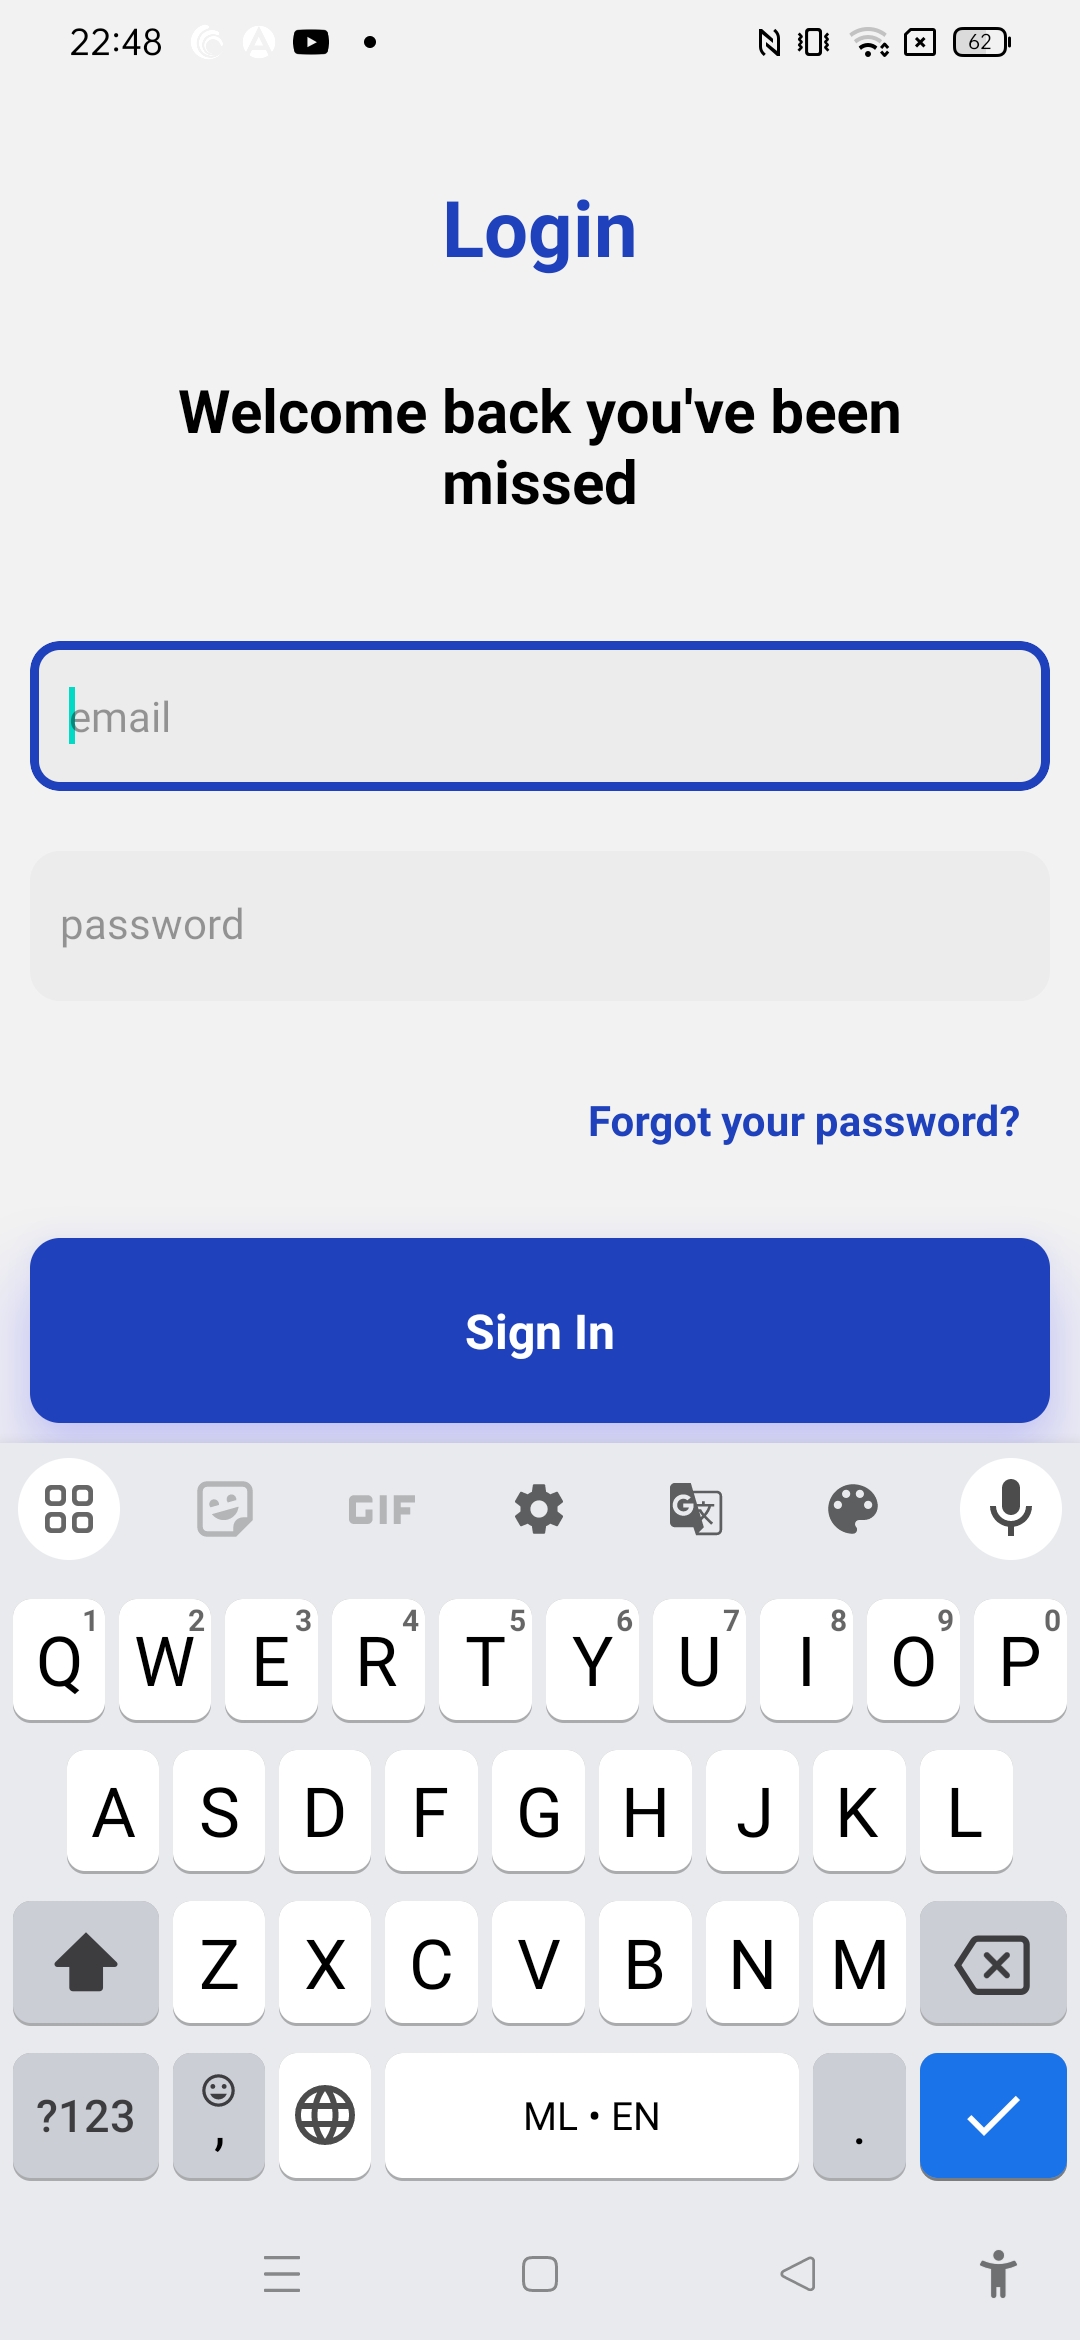 22:48
62
Login
Welcome back you've been
missed
email
password
Forgot your password?
Sign In
GIF
G 文
1 2 3 4 5 6 7 8 9 0
Q W E R T Y U I O P
A S D F G H J K L
Z X C V B N M
?123 , ML • EN .